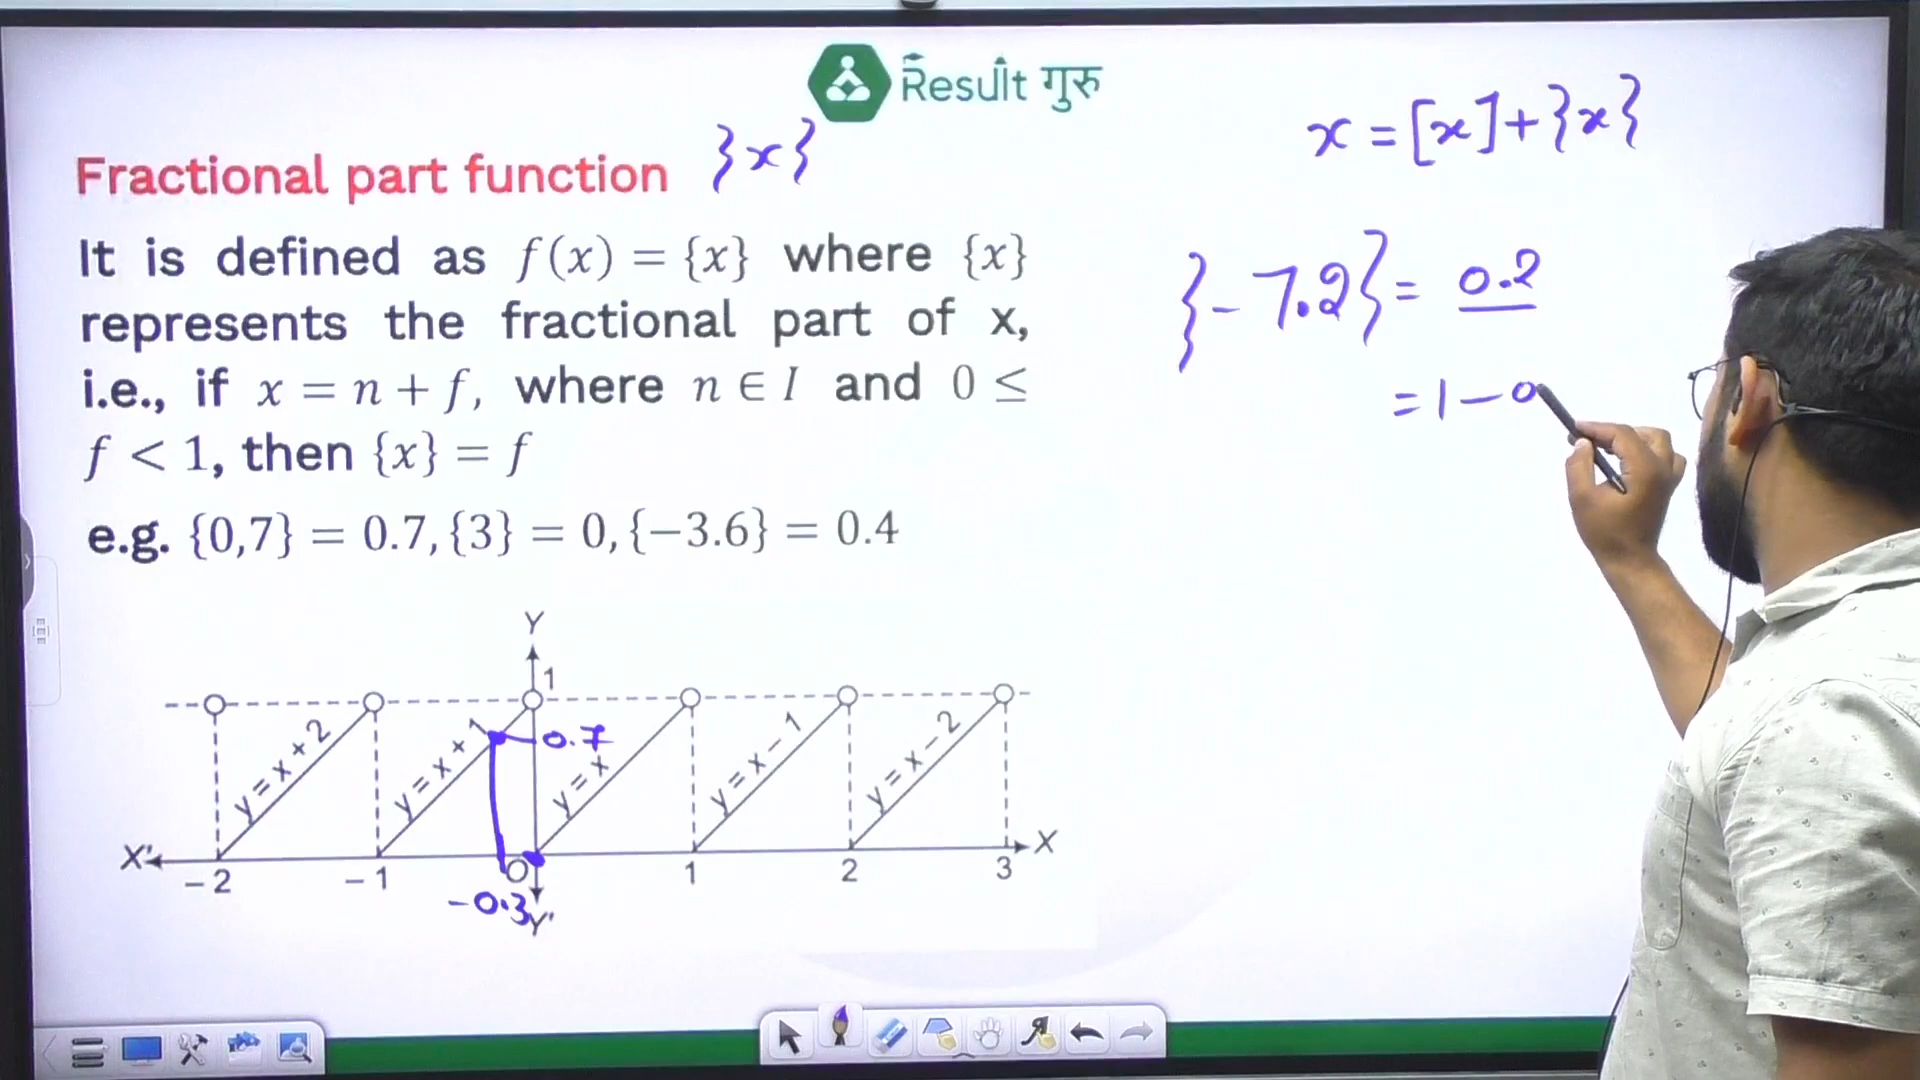 Result गुरु
Fractional part function {x}
It is defined as f(x) = {x} where {x}
represents the fractional part of x,
i.e., if x = n + f, where n ∈ I and 0 ≤
f < 1, then {x} = f
e.g. {0,7} = 0.7, {3} = 0, {−3.6} = 0.4
x = [x] + {x}
{-7.2} = 0.2
= 1 - 0
Y
1
y = x + 2
y = x + 1
0.7
y = x
y = x − 1
y = x − 2
X'
X
−2
−1
O
1
2
3
-0.3
Y'